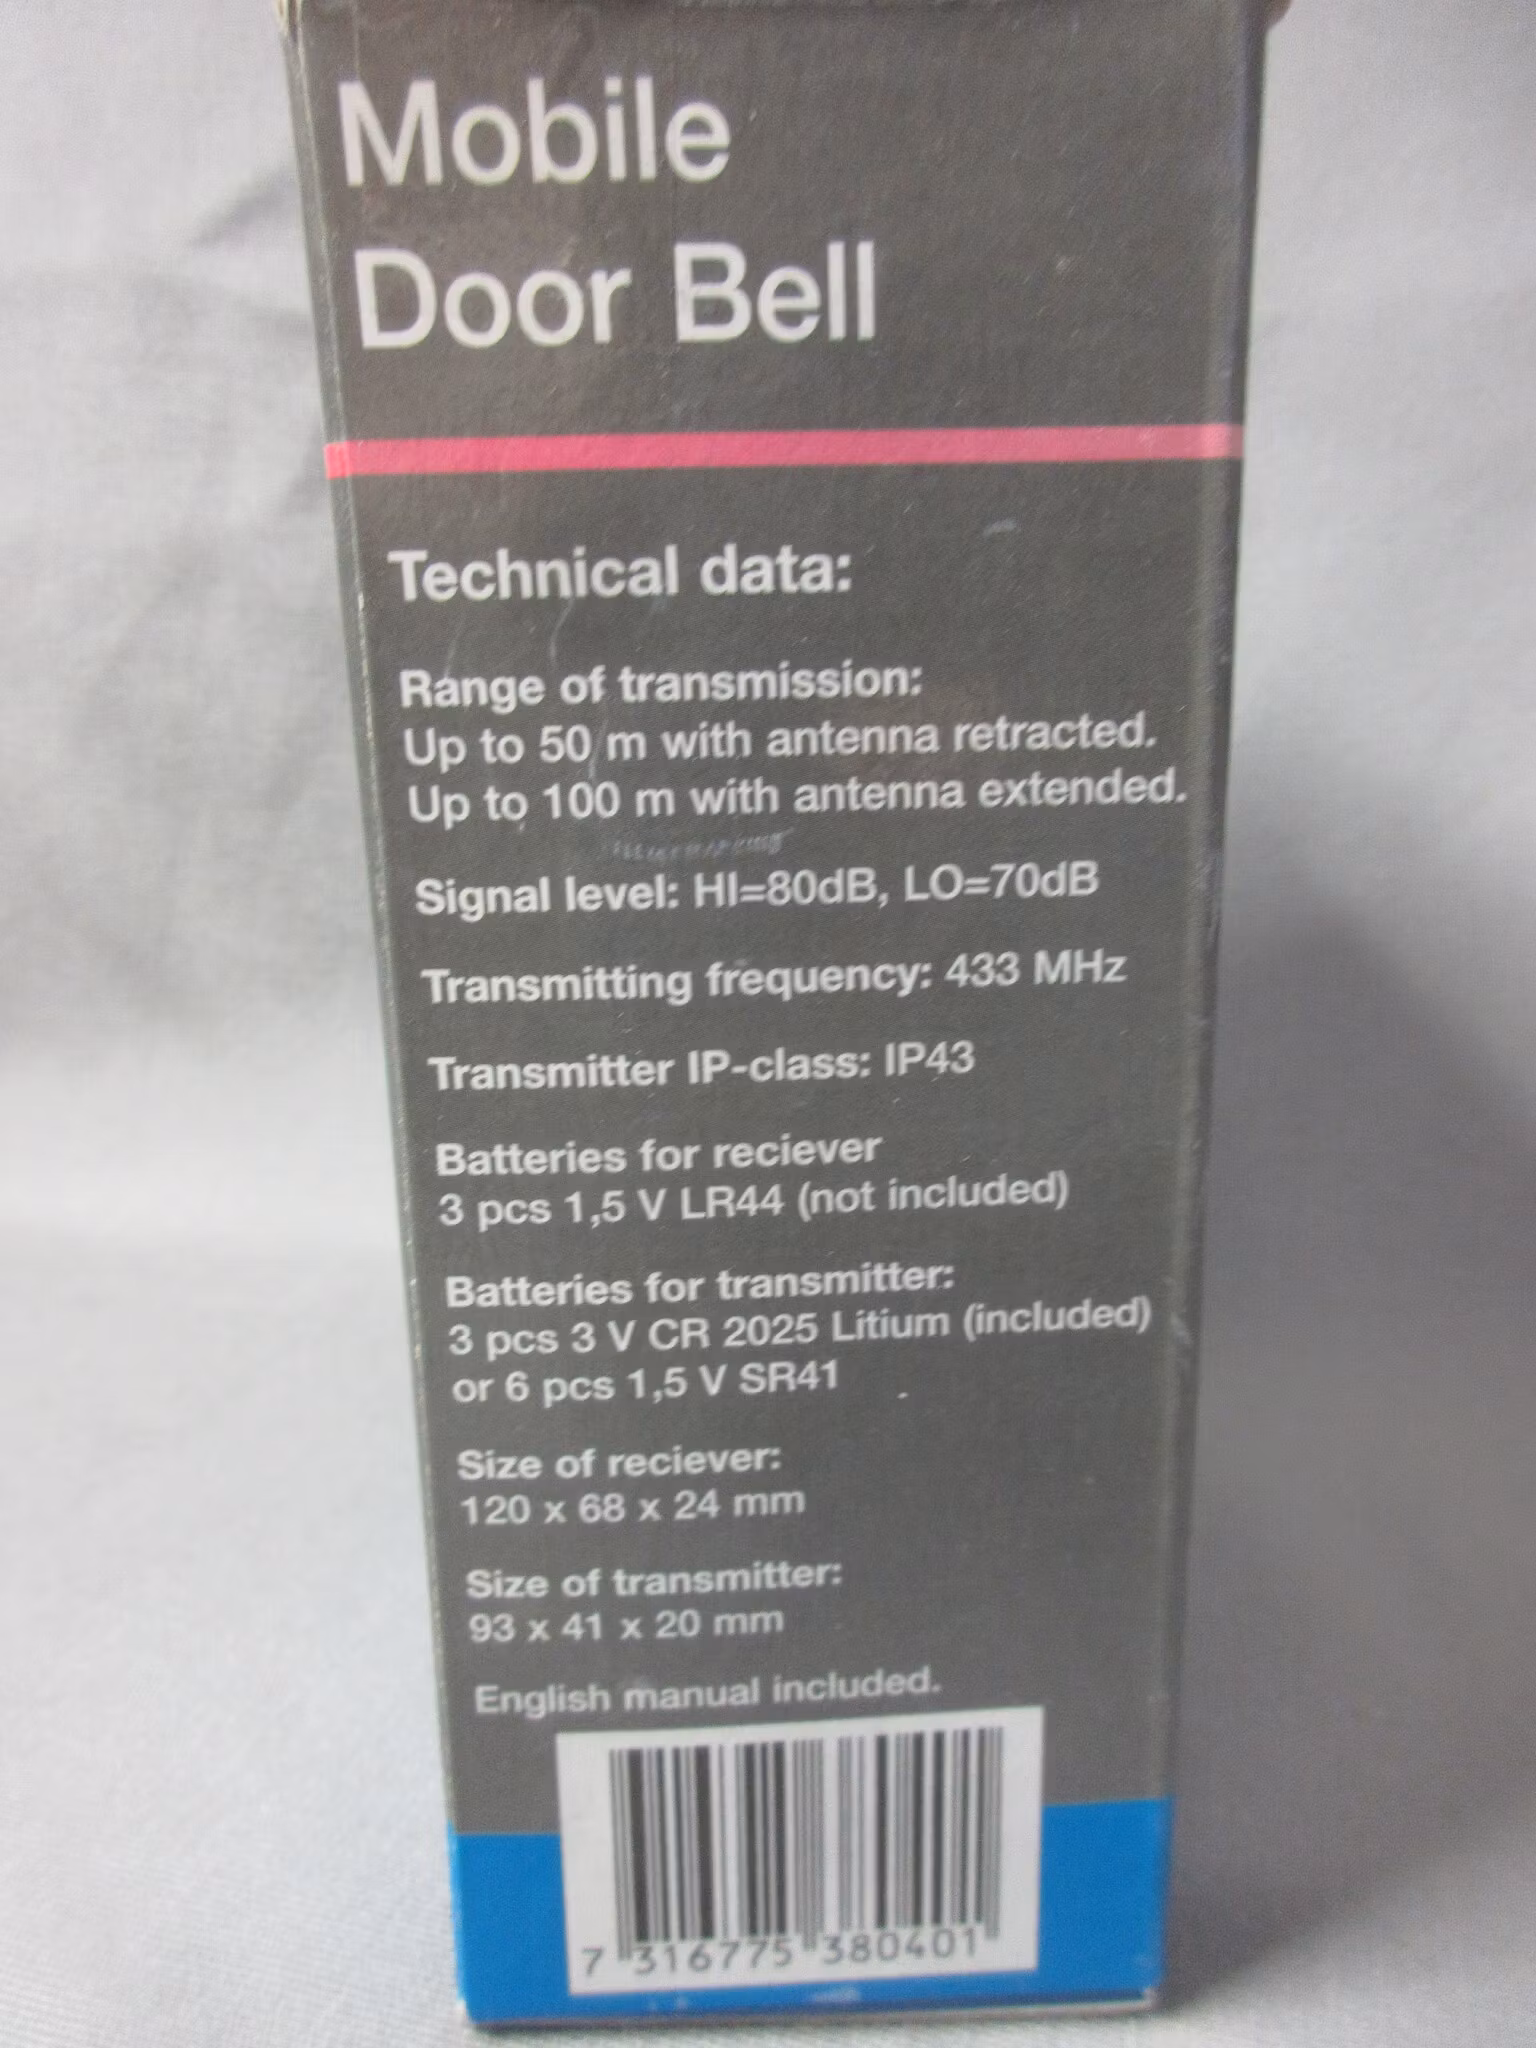 Mobile
Door Bell
Technical data:
Range of transmission:
Up to 50 m with antenna retracted.
Up to 100 m with antenna extended.
Signal level: HI=80dB, LO=70dB
Transmitting frequency: 433 MHz
Transmitter IP-class: IP43
Batteries for reciever
3 pcs 1,5 V LR44 (not included)
Batteries for transmitter:
3 pcs 3 V CR 2025 Litium (included)
or 6 pcs 1,5 V SR41
Size of reciever:
120 x 68 x 24 mm
Size of transmitter:
93 x 41 x 20 mm
English manual included.
7 316775 380401